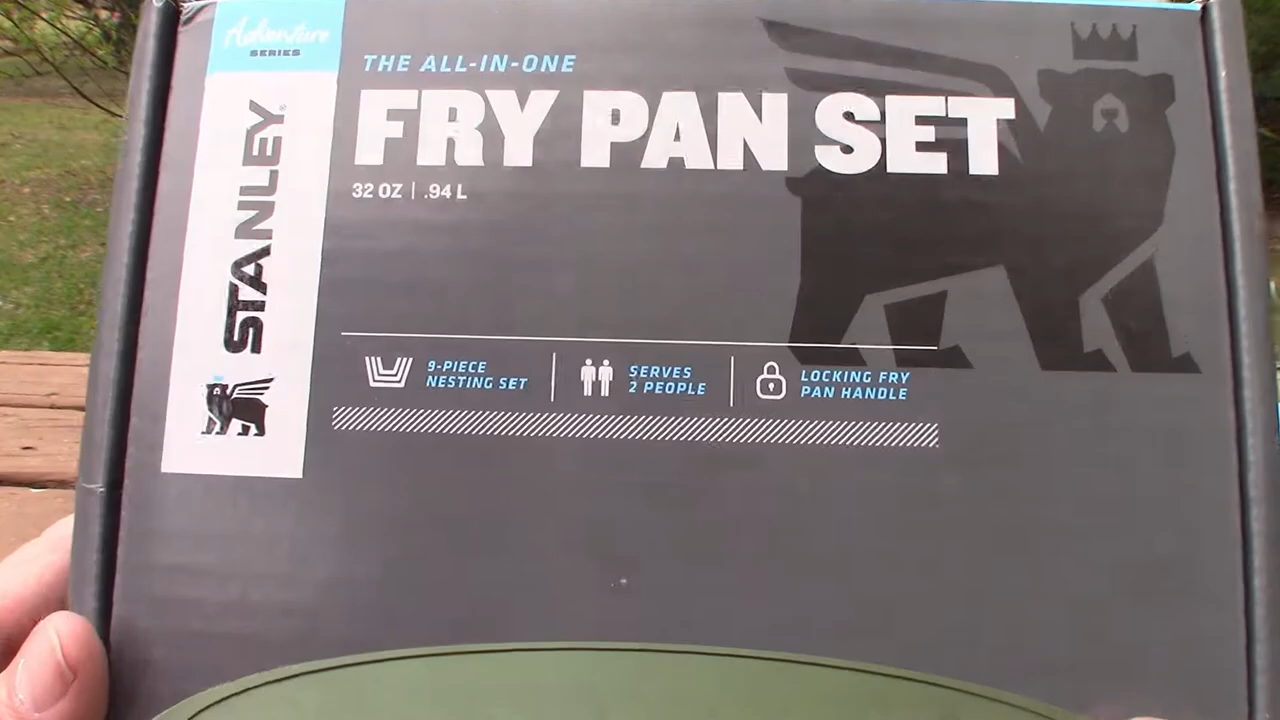 Adventure
SERIES
STANLEY®
THE ALL-IN-ONE
FRY PAN SET
32 OZ | .94 L
9-PIECE
NESTING SET
SERVES
2 PEOPLE
LOCKING FRY
PAN HANDLE